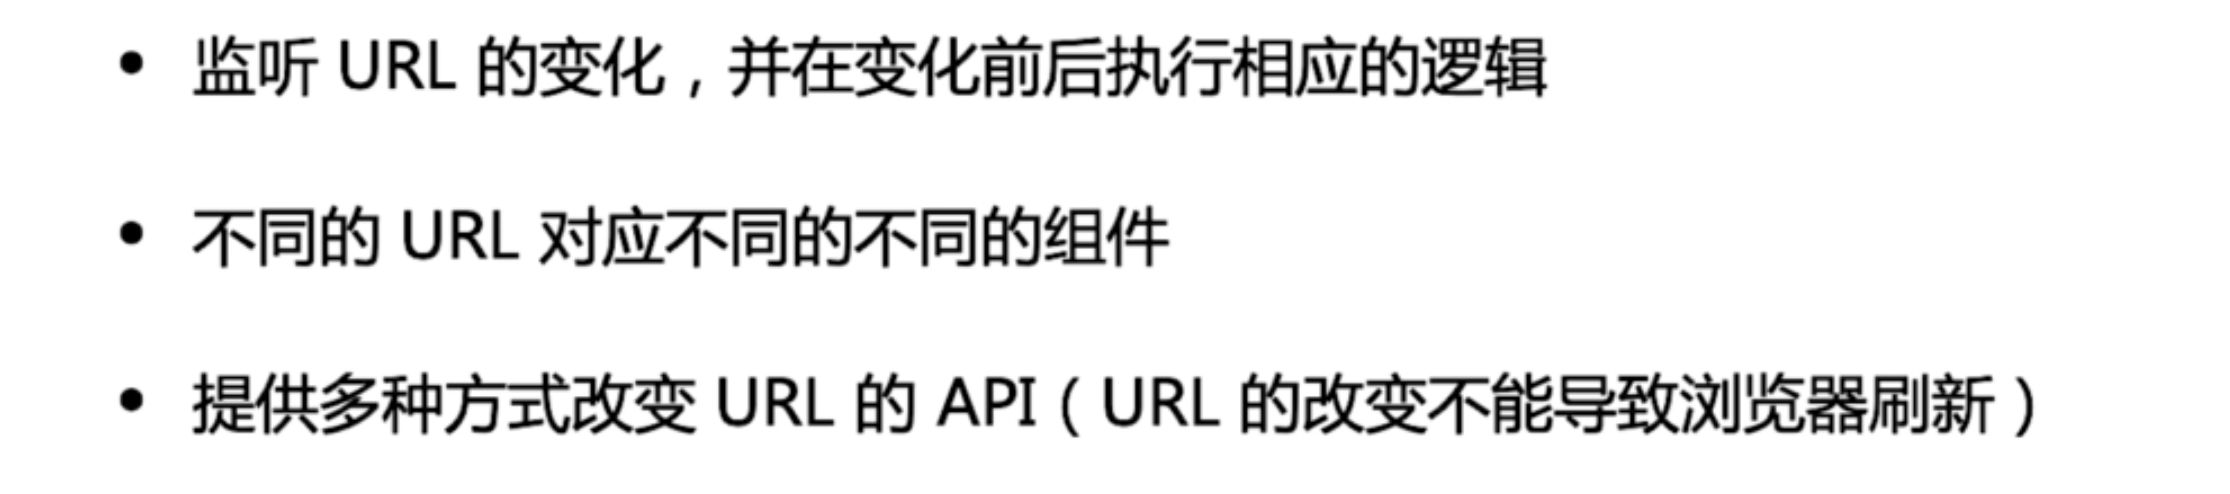 • 监听 URL 的变化，并在变化前后执行相应的逻辑
• 不同的 URL 对应不同的不同的组件
• 提供多种方式改变 URL 的 API（URL 的改变不能导致浏览器刷新）